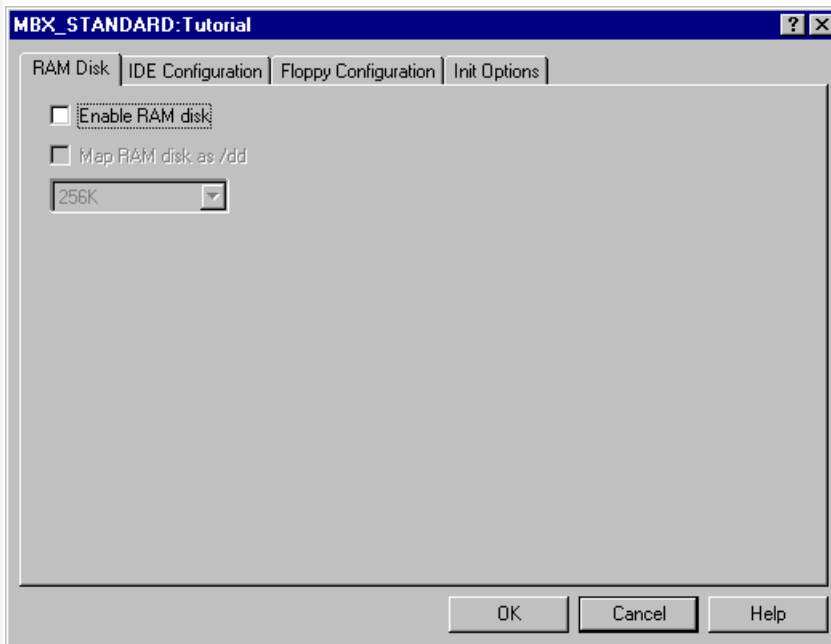 MBX_STANDARD:Tutorial
RAM Disk IDE Configuration Floppy Configuration Init Options
Enable RAM disk
Map RAM disk as /dd
256K
OK Cancel Help